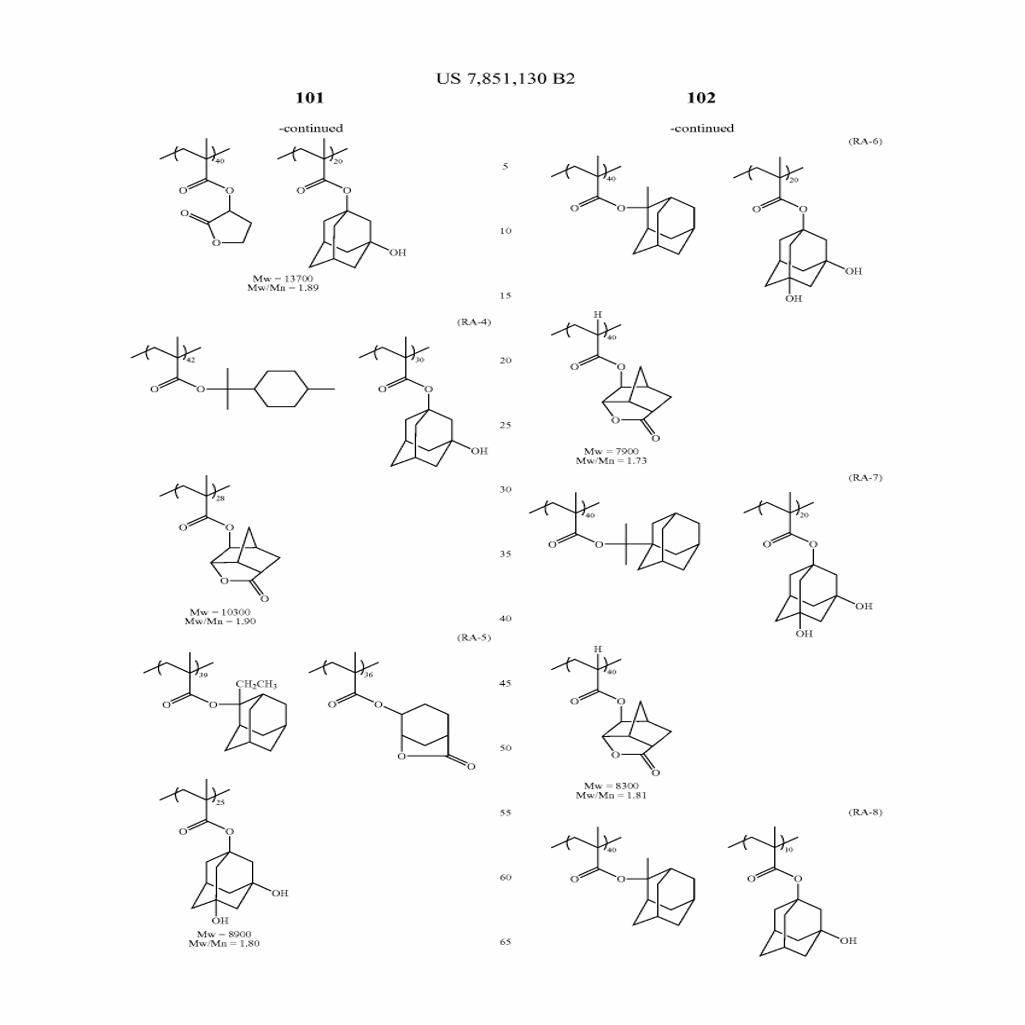 US 7,851,130 B2
101
-continued
40
20
O
O
O
O
O
O
OH
Mw = 13700
Mw/Mn = 1.89
(RA-4)
42
30
O
O
O
O
OH
28
O
O
O
O
Mw = 10300
Mw/Mn = 1.90
(RA-5)
39
36
CH2CH3
O
O
O
O
O
O
25
O
O
OH
OH
Mw = 8900
Mw/Mn = 1.80
5
10
15
20
25
30
35
40
45
50
55
60
65
102
-continued
(RA-6)
40
20
O
O
O
O
OH
OH
H
40
O
O
O
O
Mw = 7900
Mw/Mn = 1.73
(RA-7)
40
20
O
O
O
O
OH
OH
H
40
O
O
O
O
Mw = 8300
Mw/Mn = 1.81
(RA-8)
40
10
O
O
O
O
OH